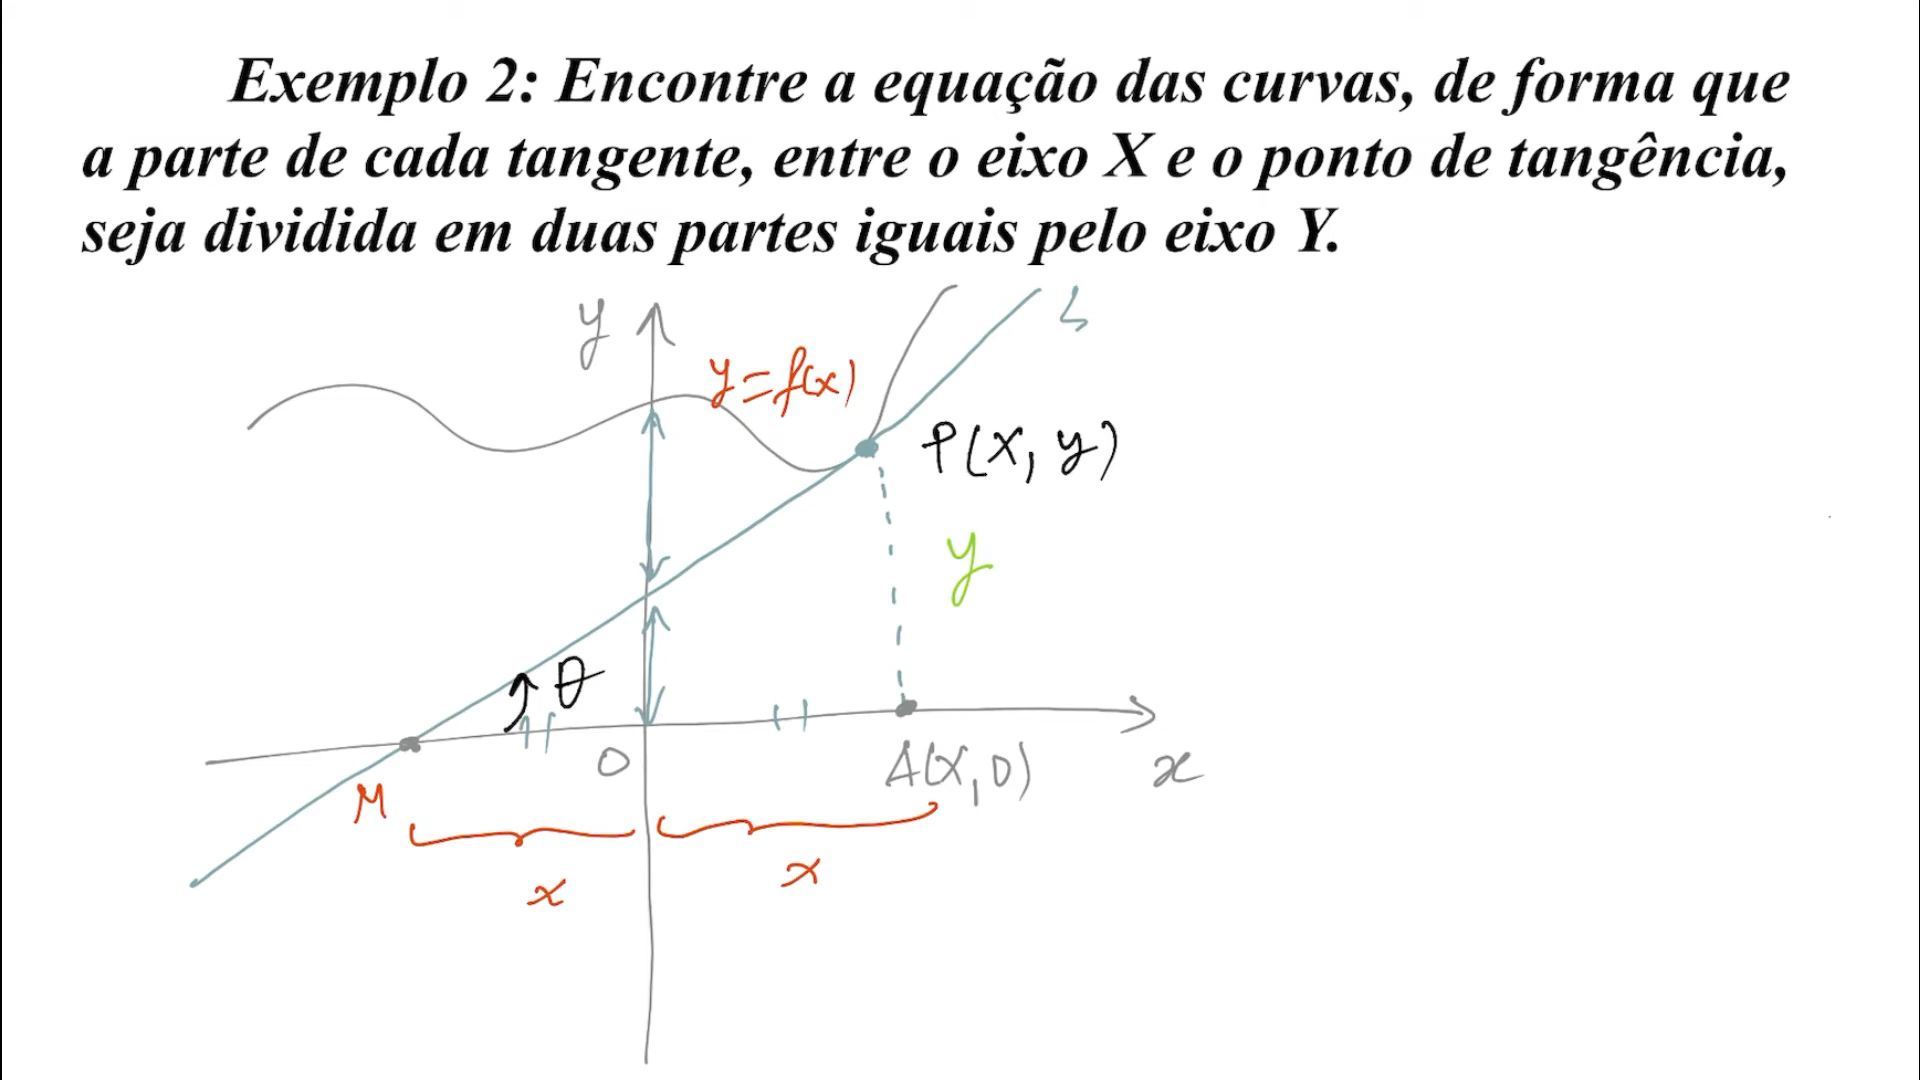 Exemplo 2: Encontre a equação das curvas, de forma que
a parte de cada tangente, entre o eixo X e o ponto de tangência,
seja dividida em duas partes iguais pelo eixo Y.
y
y=f(x)
P(x, y)
y
θ
O
A(x,0)
x
M
x
x